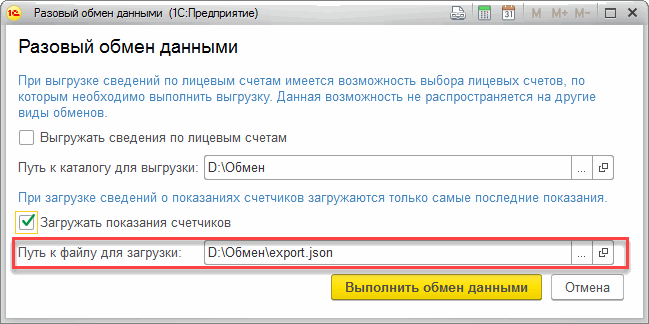 Разовый обмен данными (1С:Предприятие)
31
M M+ M-
Разовый обмен данными
При выгрузке сведений по лицевым счетам имеется возможность выбора лицевых счетов, по
которым необходимо выполнить выгрузку. Данная возможность не распространяется на другие
виды обменов.
Выгружать сведения по лицевым счетам
Путь к каталогу для выгрузки: D:\Обмен ...
При загрузке сведений о показаниях счетчиков загружаются только самые последние показания.
Загружать показания счетчиков
Путь к файлу для загрузки: D:\Обмен\export.json ...
Выполнить обмен данными Отмена